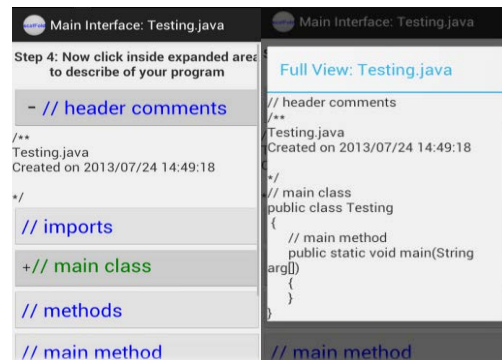 Main Interface: Testing.java
Step 4: Now click inside expanded area
to describe of your program
- // header comments
/**
Testing.java
Created on 2013/07/24 14:49:18
*/
// imports
+// main class
// methods
// main method
Main Interface: Testing.java
Full View: Testing.java
// header comments
/**
Testing.java
Created on 2013/07/24 14:49:18
*/
// main class
public class Testing
{
// main method
public static void main(String
arg[])
{
}
}
// main method